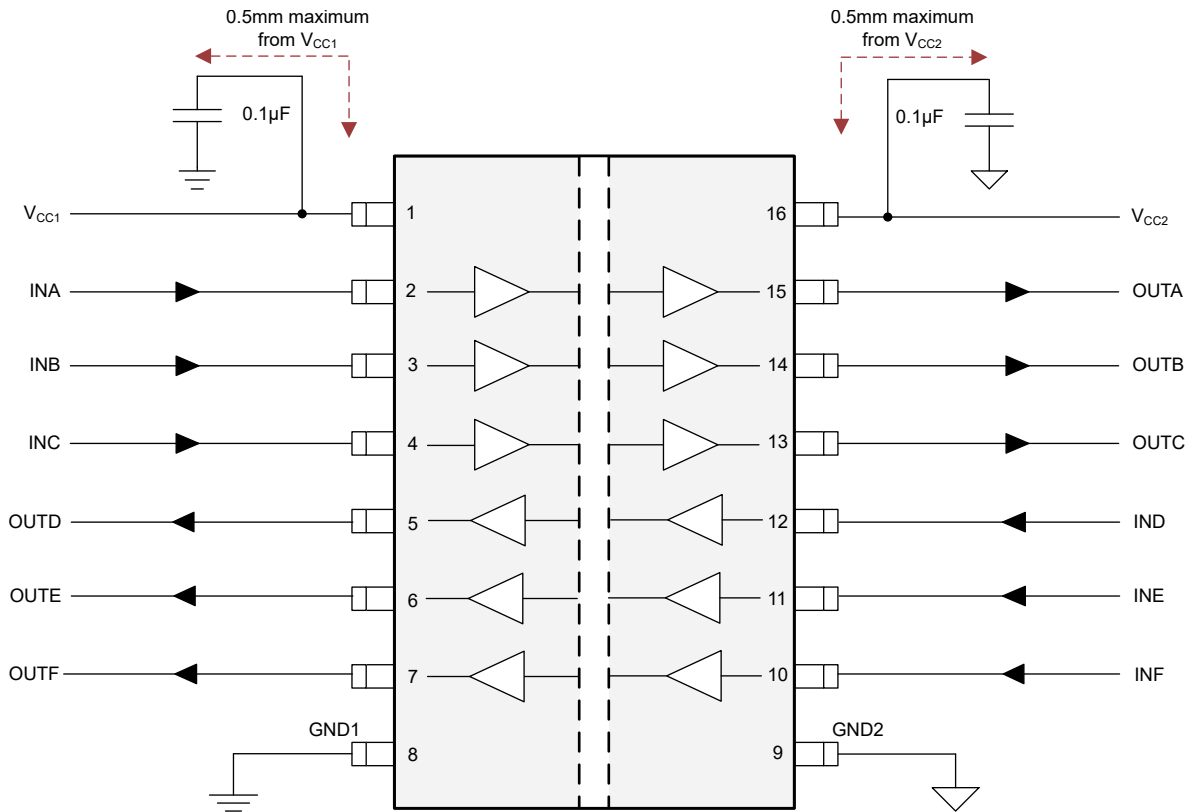 0.5mm maximum
from VCC1
0.5mm maximum
from VCC2
0.1µF
0.1µF
VCC1
1
16
VCC2
INA
2
15
OUTA
INB
3
14
OUTB
INC
4
13
OUTC
OUTD
5
12
IND
OUTE
6
11
INE
OUTF
7
10
INF
GND1
8
9
GND2